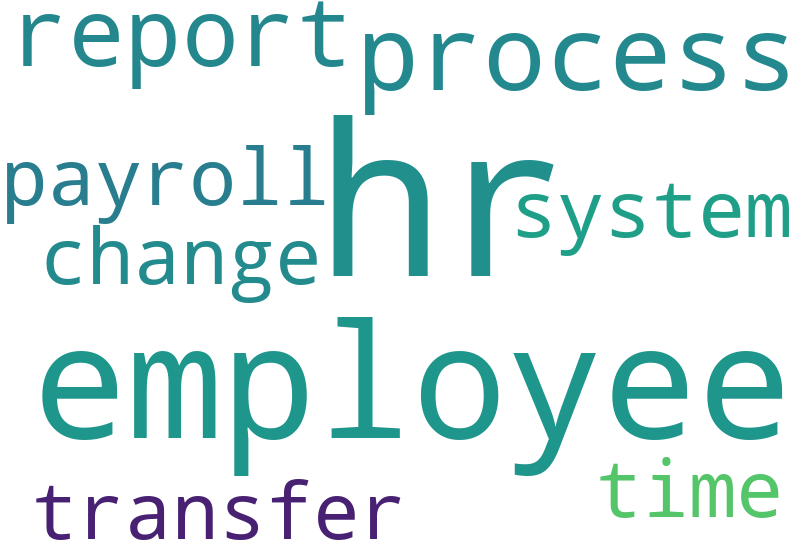 report process
payroll hr system
change
employee
transfer time